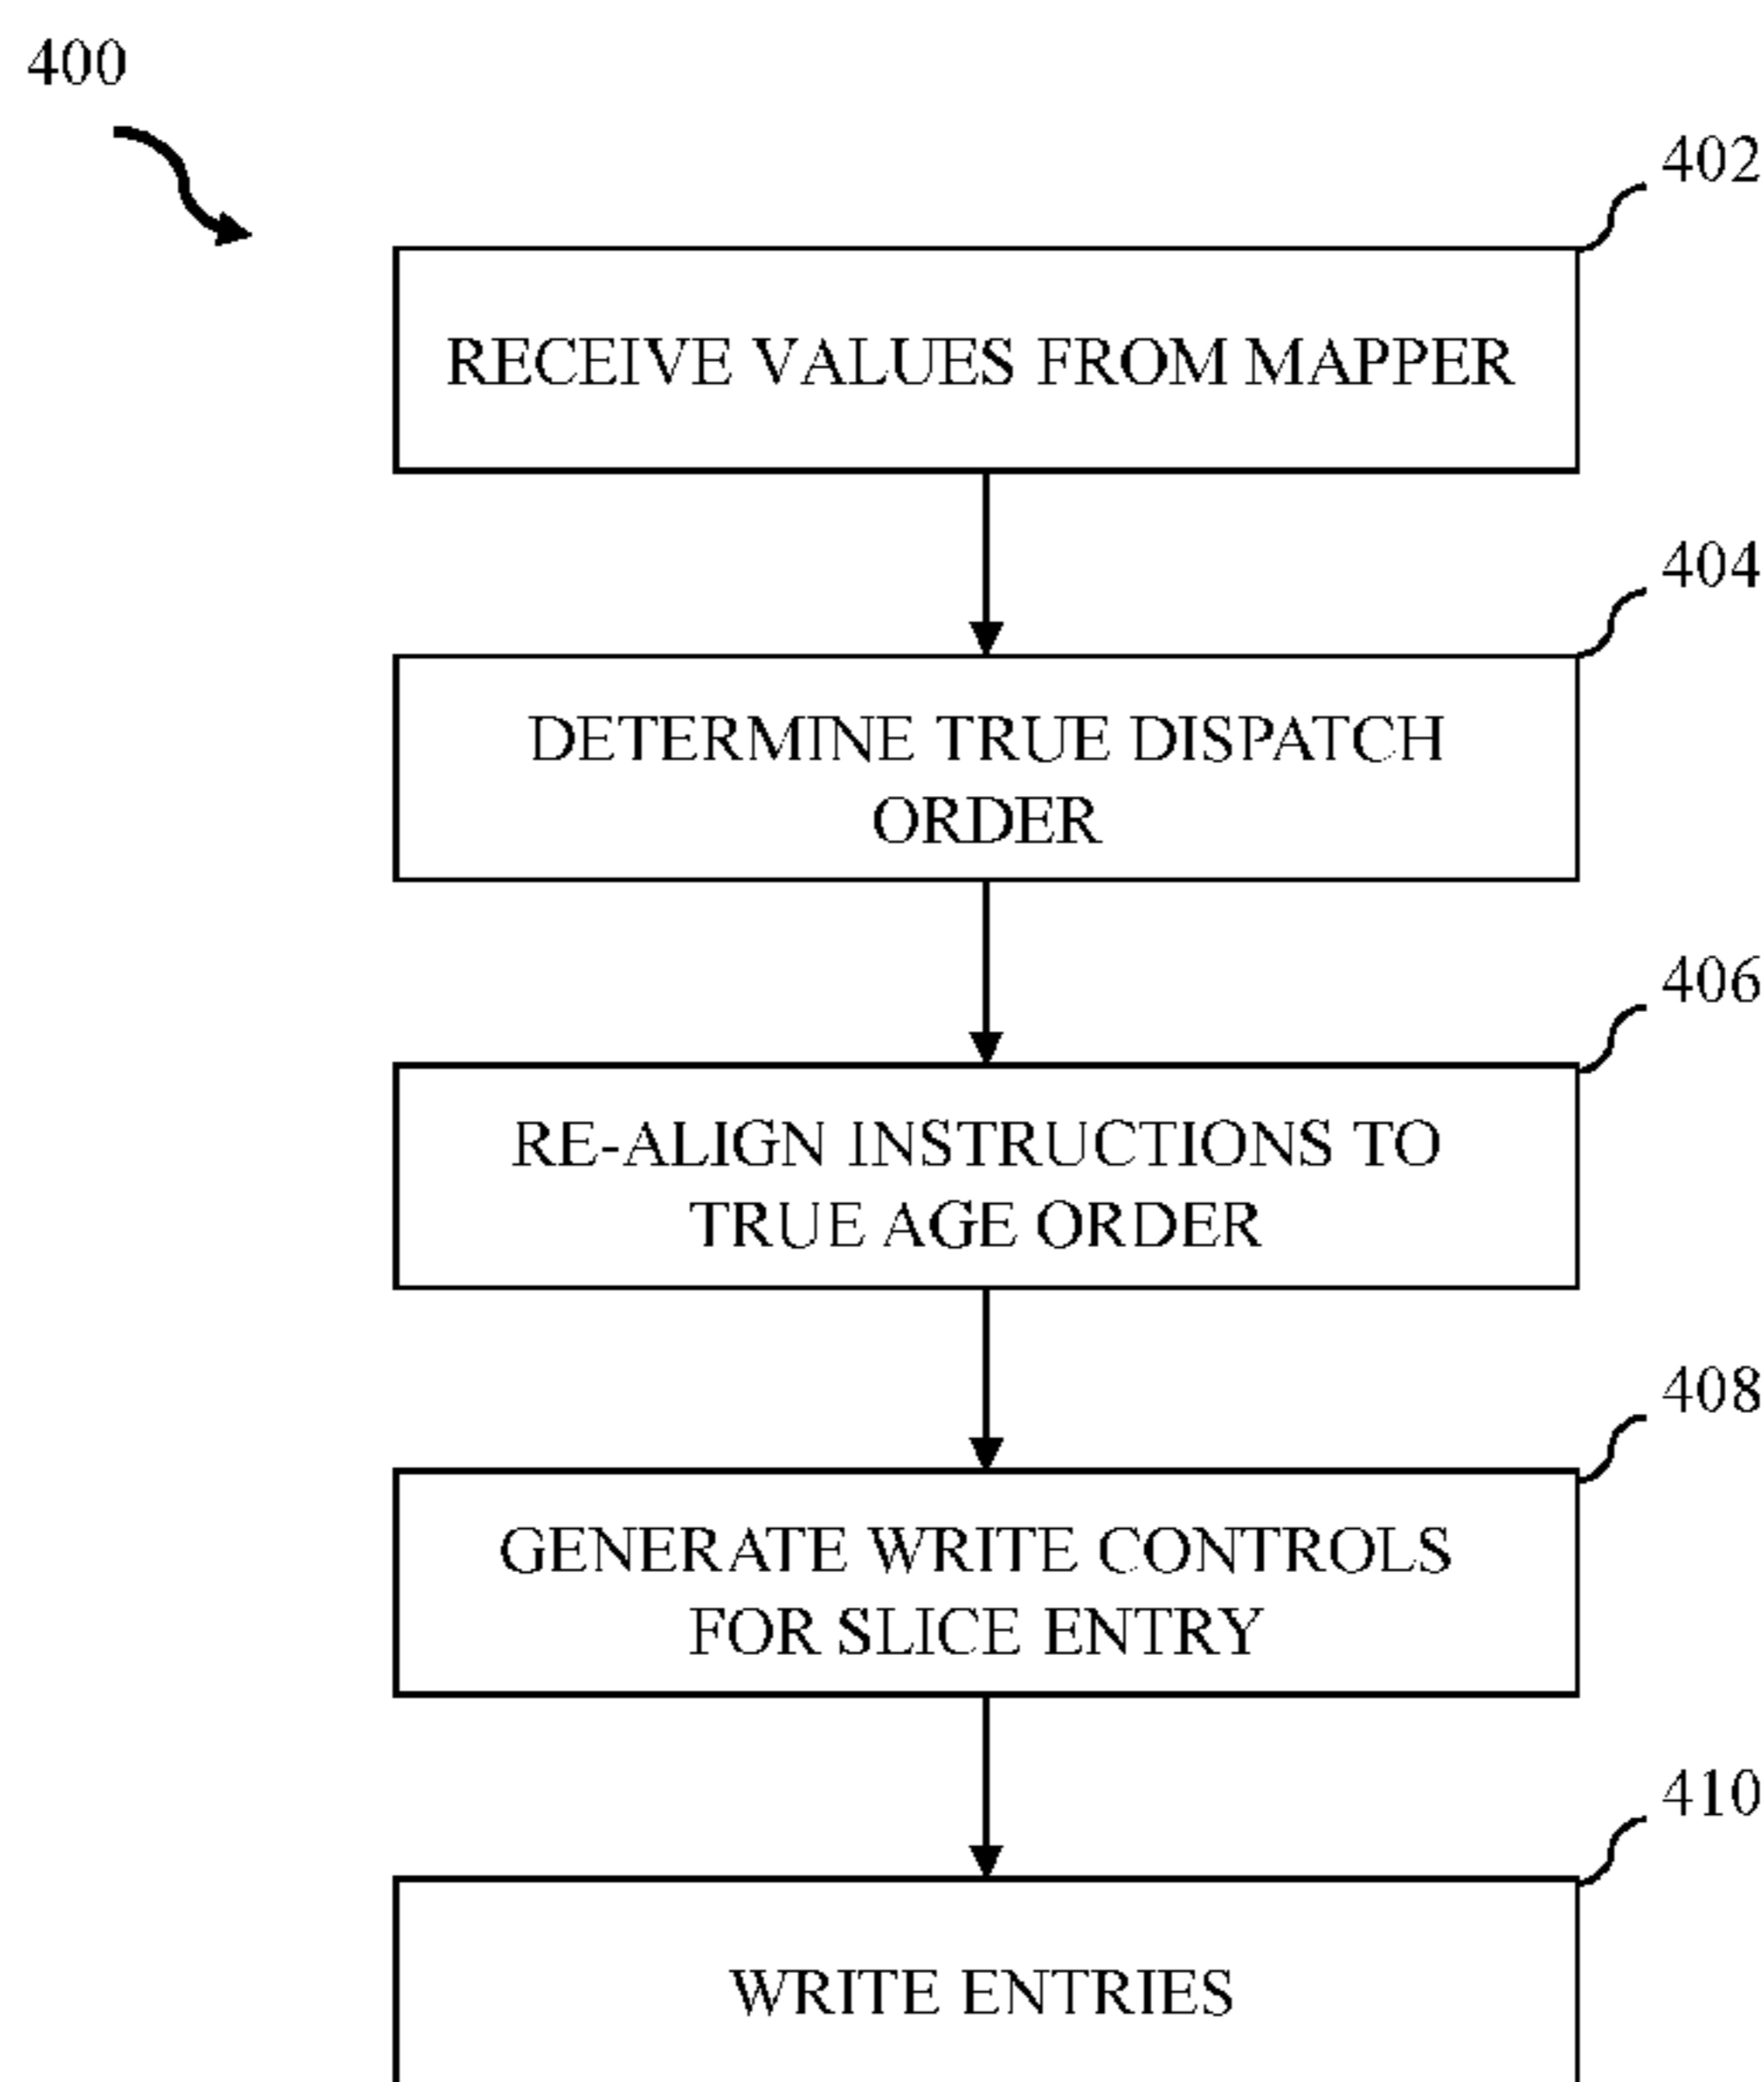 400
402
RECEIVE VALUES FROM MAPPER
404
DETERMINE TRUE DISPATCH
ORDER
406
RE-ALIGN INSTRUCTIONS TO
TRUE AGE ORDER
408
GENERATE WRITE CONTROLS
FOR SLICE ENTRY
410
WRITE ENTRIES